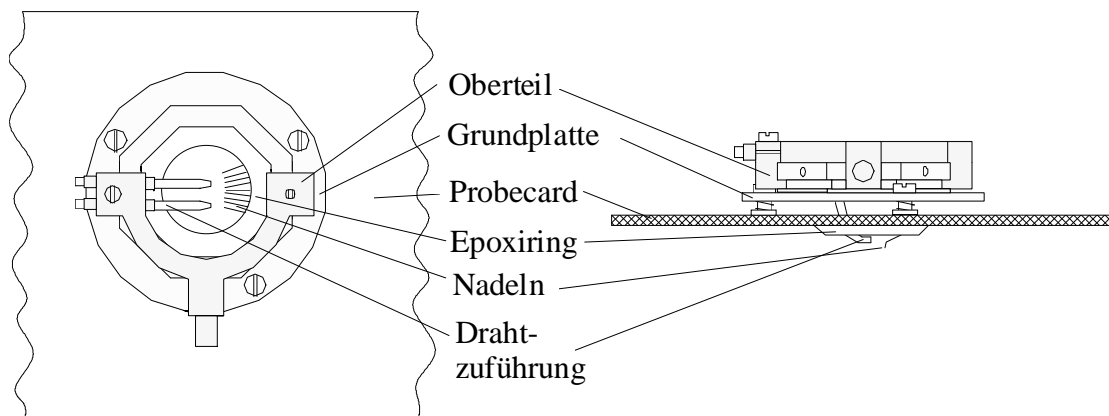 Oberteil
Grundplatte
Probecard
Epoxiring
Nadeln
Draht-
zuführung